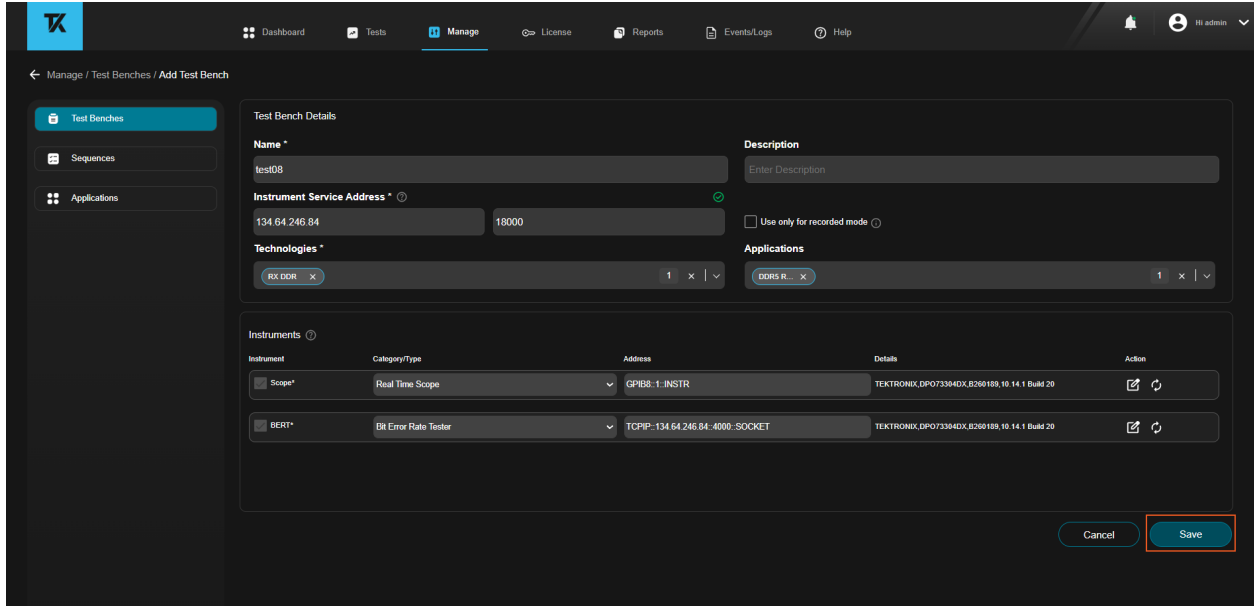 TK
Dashboard Tests Manage License Reports Events/Logs Help Hi admin
Manage / Test Benches / Add Test Bench
Test Benches
Sequences
Applications
Test Bench Details
Name * Description
test08 Enter Description
Instrument Service Address *
134.64.246.84 18000 Use only for recorded mode
Technologies * Applications
RX DDR 1 DDR5 R... 1
Instruments
Instrument Category/Type Address Details Action
Scope* Real Time Scope GPIB8::1::INSTR TEKTRONIX,DPO73304DX,B260189,10.14.1 Build 20
BERT* Bit Error Rate Tester TCPIP::134.64.246.84::4000::SOCKET TEKTRONIX,DPO73304DX,B260189,10.14.1 Build 20
Cancel Save